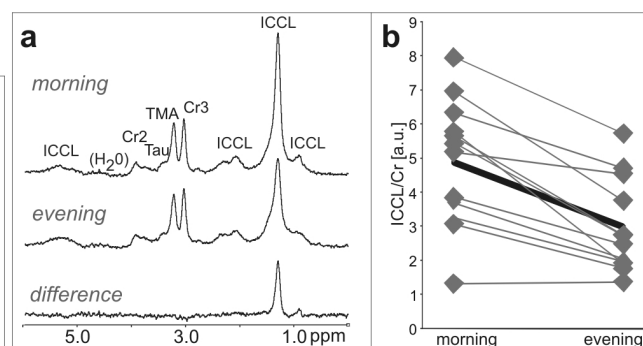 a
ICCL
morning
Cr3
TMA
Cr2
Tau
ICCL
(H20)
ICCL
ICCL
evening
difference
5.0
3.0
1.0 ppm
b
9
8
7
6
5
4
3
2
1
0
ICCL/Cr [a.u.]
morning
evening